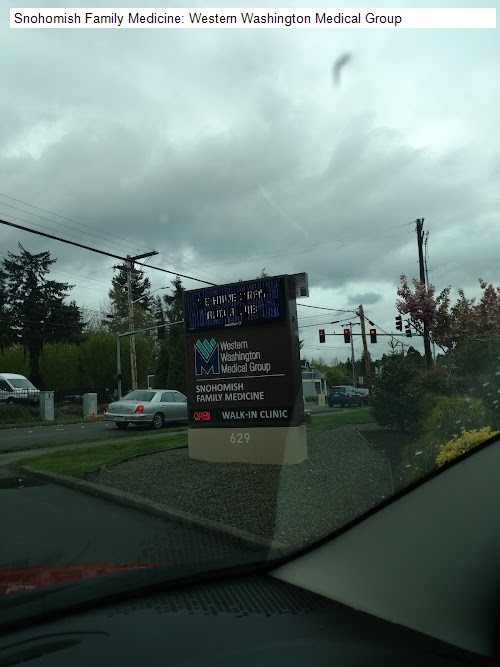 Snohomish Family Medicine: Western Washington Medical Group
Western
Washington
Medical Group
SNOHOMISH
FAMILY MEDICINE
OPEN WALK-IN CLINIC
629